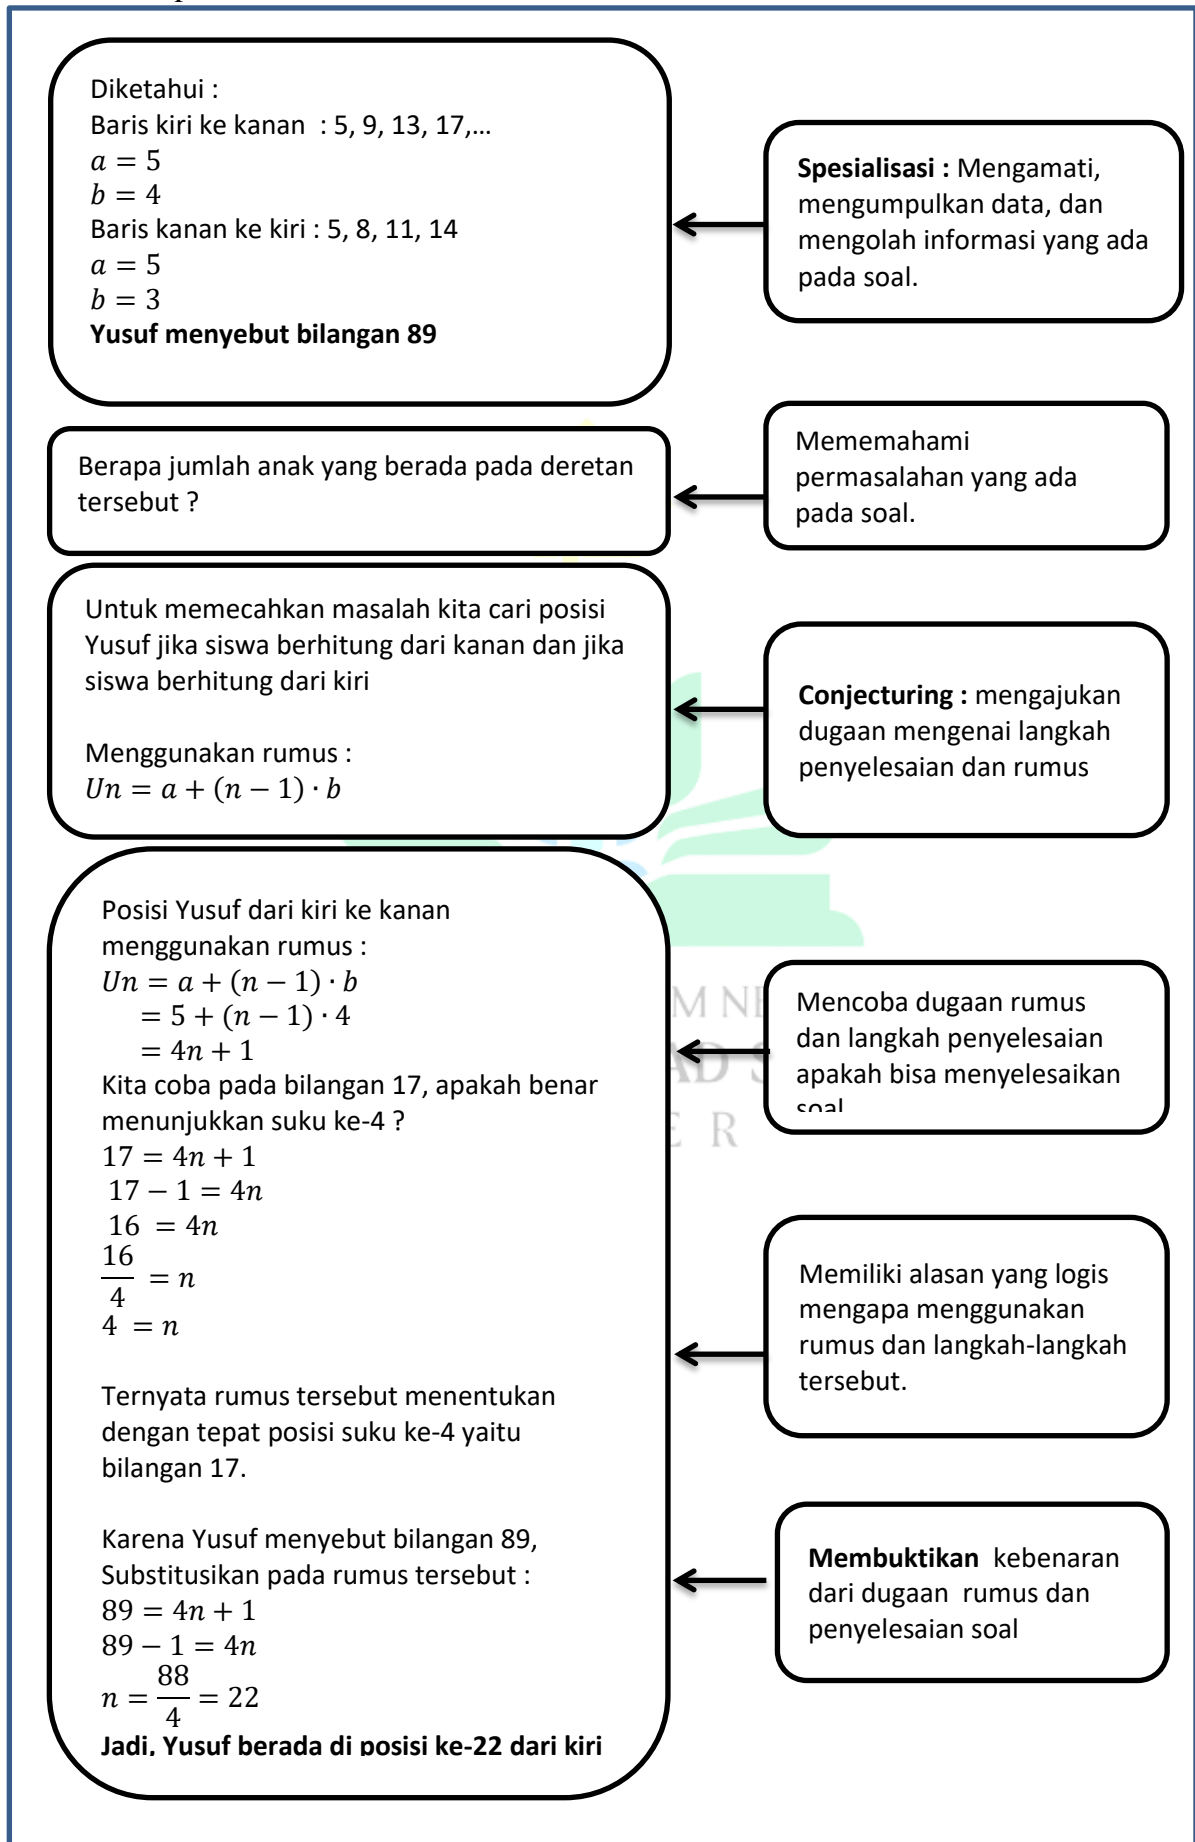 Diketahui :
Baris kiri ke kanan : 5, 9, 13, 17,...
a = 5
b = 4
Baris kanan ke kiri : 5, 8, 11, 14
a = 5
b = 3
Yusuf menyebut bilangan 89
Spesialisasi : Mengamati,
mengumpulkan data, dan
mengolah informasi yang ada
pada soal.
Berapa jumlah anak yang berada pada deretan
tersebut ?
Mememahami
permasalahan yang ada
pada soal.
Untuk memecahkan masalah kita cari posisi
Yusuf jika siswa berhitung dari kanan dan jika
siswa berhitung dari kiri
Menggunakan rumus :
Un = a + (n − 1) · b
Conjecturing : mengajukan
dugaan mengenai langkah
penyelesaian dan rumus
Posisi Yusuf dari kiri ke kanan
menggunakan rumus :
Un = a + (n − 1) · b
= 5 + (n − 1) · 4
= 4n + 1
Kita coba pada bilangan 17, apakah benar
menunjukkan suku ke-4 ?
17 = 4n + 1
17 − 1 = 4n
16 = 4n
16/4 = n
4 = n
Ternyata rumus tersebut menentukan
dengan tepat posisi suku ke-4 yaitu
bilangan 17.
Karena Yusuf menyebut bilangan 89,
Substitusikan pada rumus tersebut :
89 = 4n + 1
89 − 1 = 4n
n = 88/4 = 22
Jadi, Yusuf berada di posisi ke-22 dari kiri
Mencoba dugaan rumus
dan langkah penyelesaian
apakah bisa menyelesaikan
soal
Memiliki alasan yang logis
mengapa menggunakan
rumus dan langkah-langkah
tersebut.
Membuktikan kebenaran
dari dugaan rumus dan
penyelesaian soal